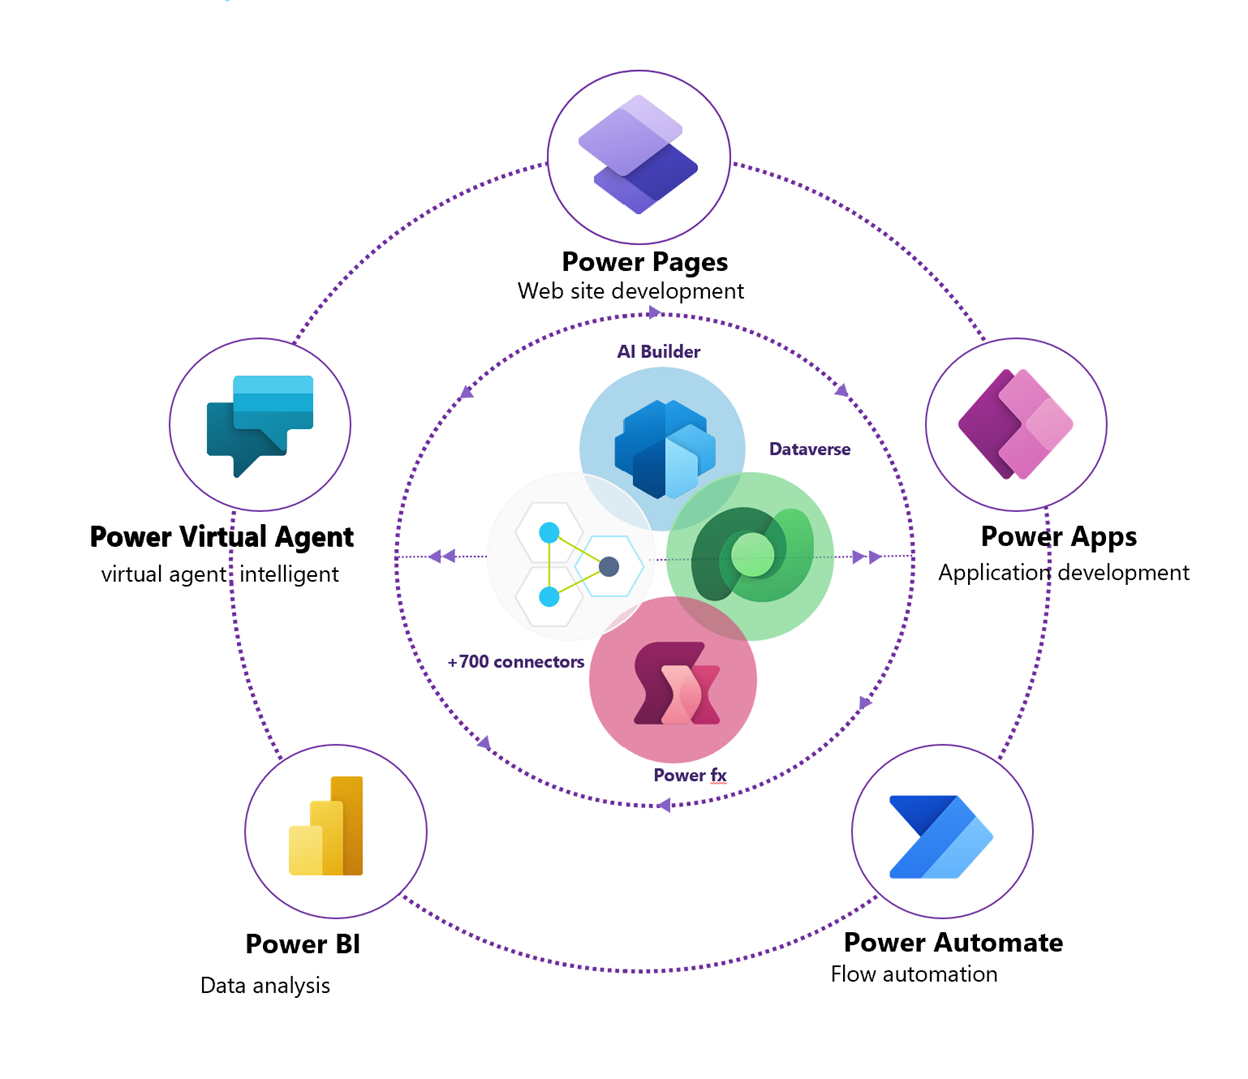 Power Pages
Web site development
AI Builder
Dataverse
Power Virtual Agent
virtual agent intelligent
Power Apps
Application development
+700 connectors
Power fx
Power BI
Data analysis
Power Automate
Flow automation